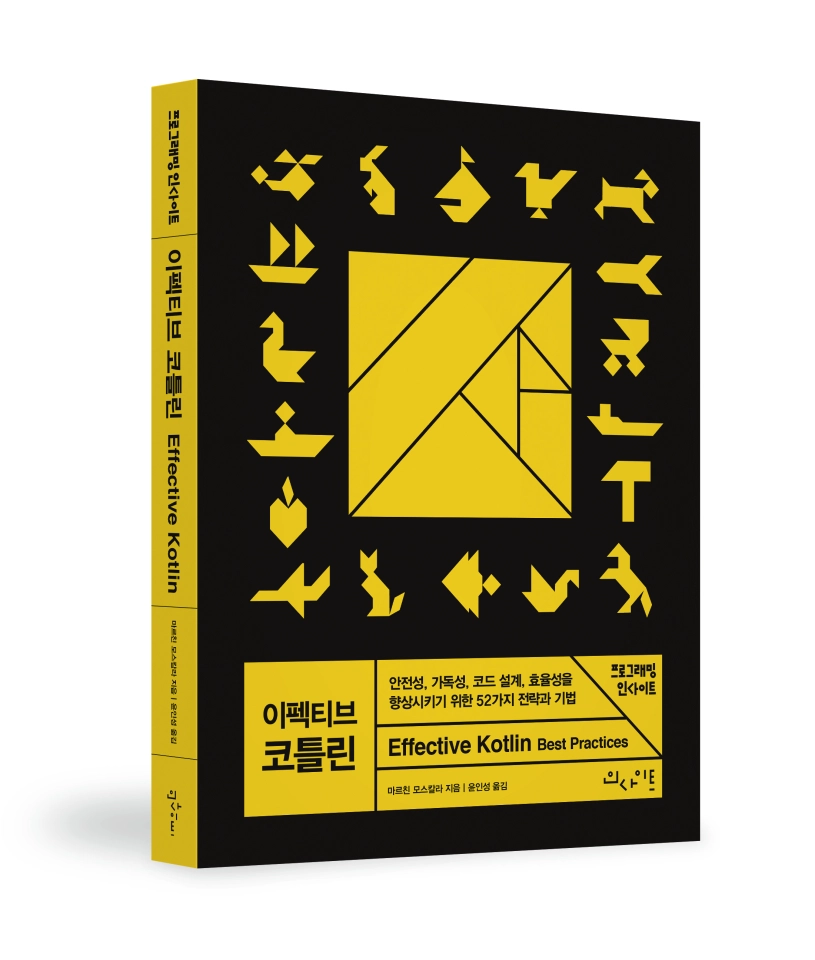 프로그래밍 인사이트
이펙티브 코틀린 Effective Kotlin
마르친 모스칼라 지음 | 윤인성 옮김
인사이트
이펙티브
코틀린
안전성, 가독성, 코드 설계, 효율성을
향상시키기 위한 52가지 전략과 기법
프로그래밍
인사이트
Effective Kotlin Best Practices
마르친 모스칼라 지음 | 윤인성 옮김
인사이트